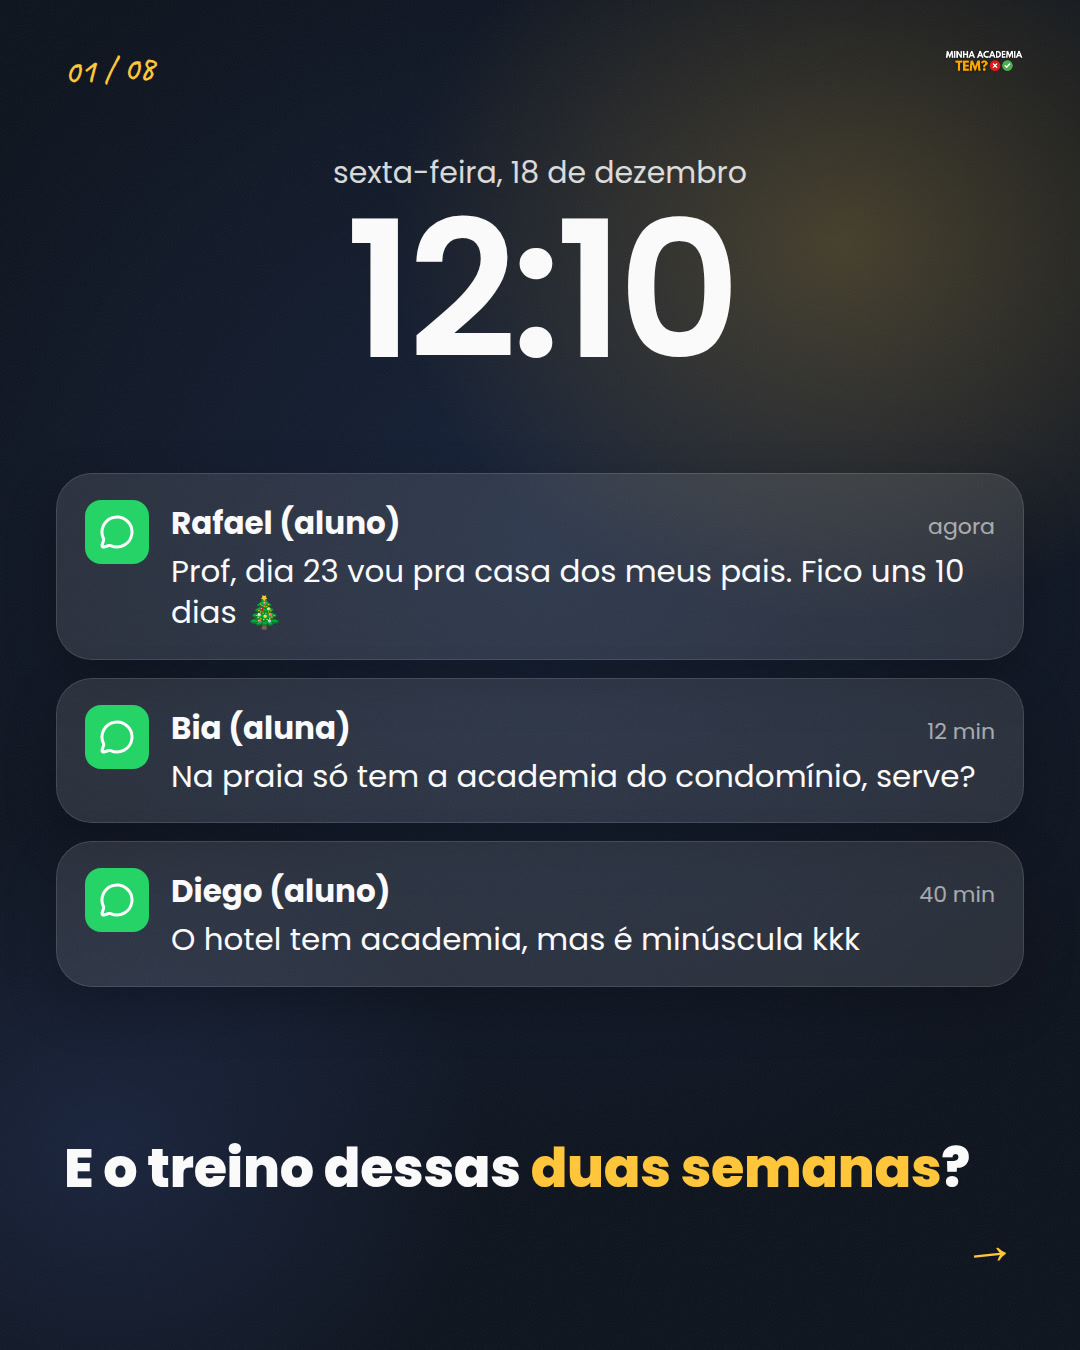 01 / 08
MINHA ACADEMIA
TEM?
sexta-feira, 18 de dezembro
12:10
Rafael (aluno)
agora
Prof, dia 23 vou pra casa dos meus pais. Fico uns 10
dias 🎄
Bia (aluna)
12 min
Na praia só tem a academia do condomínio, serve?
Diego (aluno)
40 min
O hotel tem academia, mas é minúscula kkk
E o treino dessas duas semanas?
→